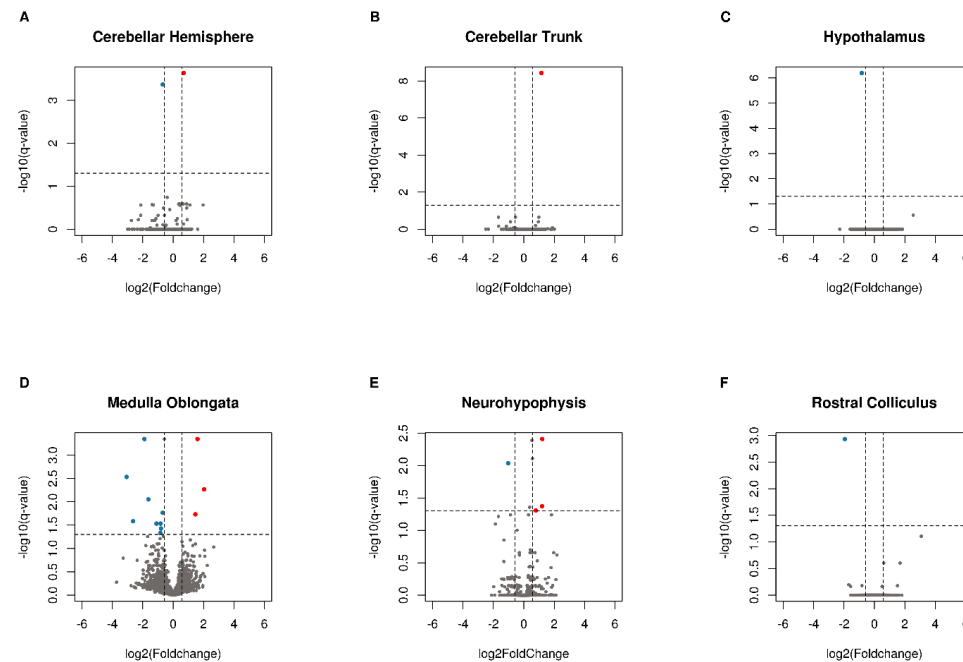 A
B
C
Cerebellar Hemisphere
Cerebellar Trunk
Hypothalamus
-log10(q-value)
0 1 2 3
-6 -4 -2 0 2 4 6
log2(Foldchange)
-log10(q-value)
0 2 4 6 8
-6 -4 -2 0 2 4 6
log2(Foldchange)
-log10(q-value)
0 1 2 3 4 5 6
-6 -4 -2 0 2 4 6
log2(Foldchange)
D
E
F
Medulla Oblongata
Neurohypophysis
Rostral Colliculus
-log10(q-value)
0.0 0.5 1.0 1.5 2.0 2.5 3.0
-6 -4 -2 0 2 4 6
log2(Foldchange)
-log10(q-value)
0.0 0.5 1.0 1.5 2.0 2.5
-6 -4 -2 0 2 4 6
log2FoldChange
-log10(q-value)
0.0 0.5 1.0 1.5 2.0 2.5 3.0
-6 -4 -2 0 2 4 6
log2(Foldchange)